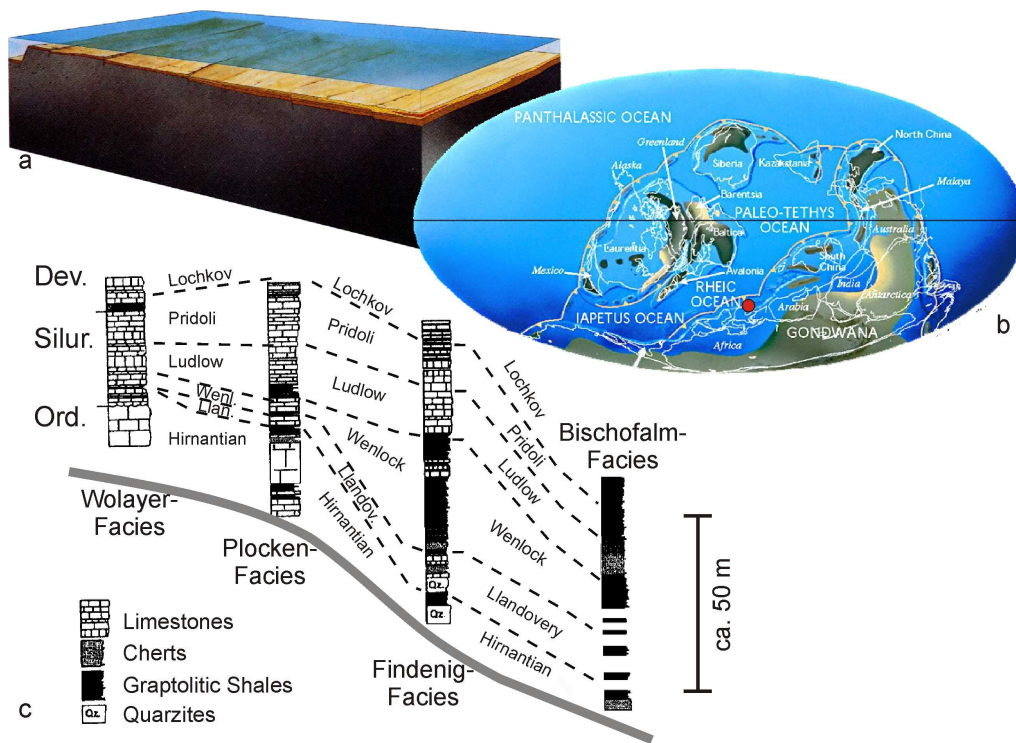 a
PANTHALASSIC OCEAN
Greenland
Siberia
Kazakstania
North China
Alaska
Barentsia
Malaya
PALEO-TETHYS
OCEAN
Baltica
Australia
Laurentia
South
China
Avalonia
India
Mexico
RHEIC
OCEAN
Antarctica
Arabia
IAPETUS OCEAN
GONDWANA
Africa
b
Dev.
Silur.
Ord.
Lochkov
Pridoli
Ludlow
Wenl.
Llan.
Hirnantian
Lochkov
Pridoli
Ludlow
Wenlock
Llandov.
Hirnantian
Lochkov
Pridoli
Ludlow
Wenlock
Llandovery
Hirnantian
Wolayer-
Facies
Plocken-
Facies
Findenig-
Facies
Bischofalm-
Facies
Qz.
Qz.
ca. 50 m
Limestones
Cherts
Graptolitic Shales
Qz.
Quarzites
c